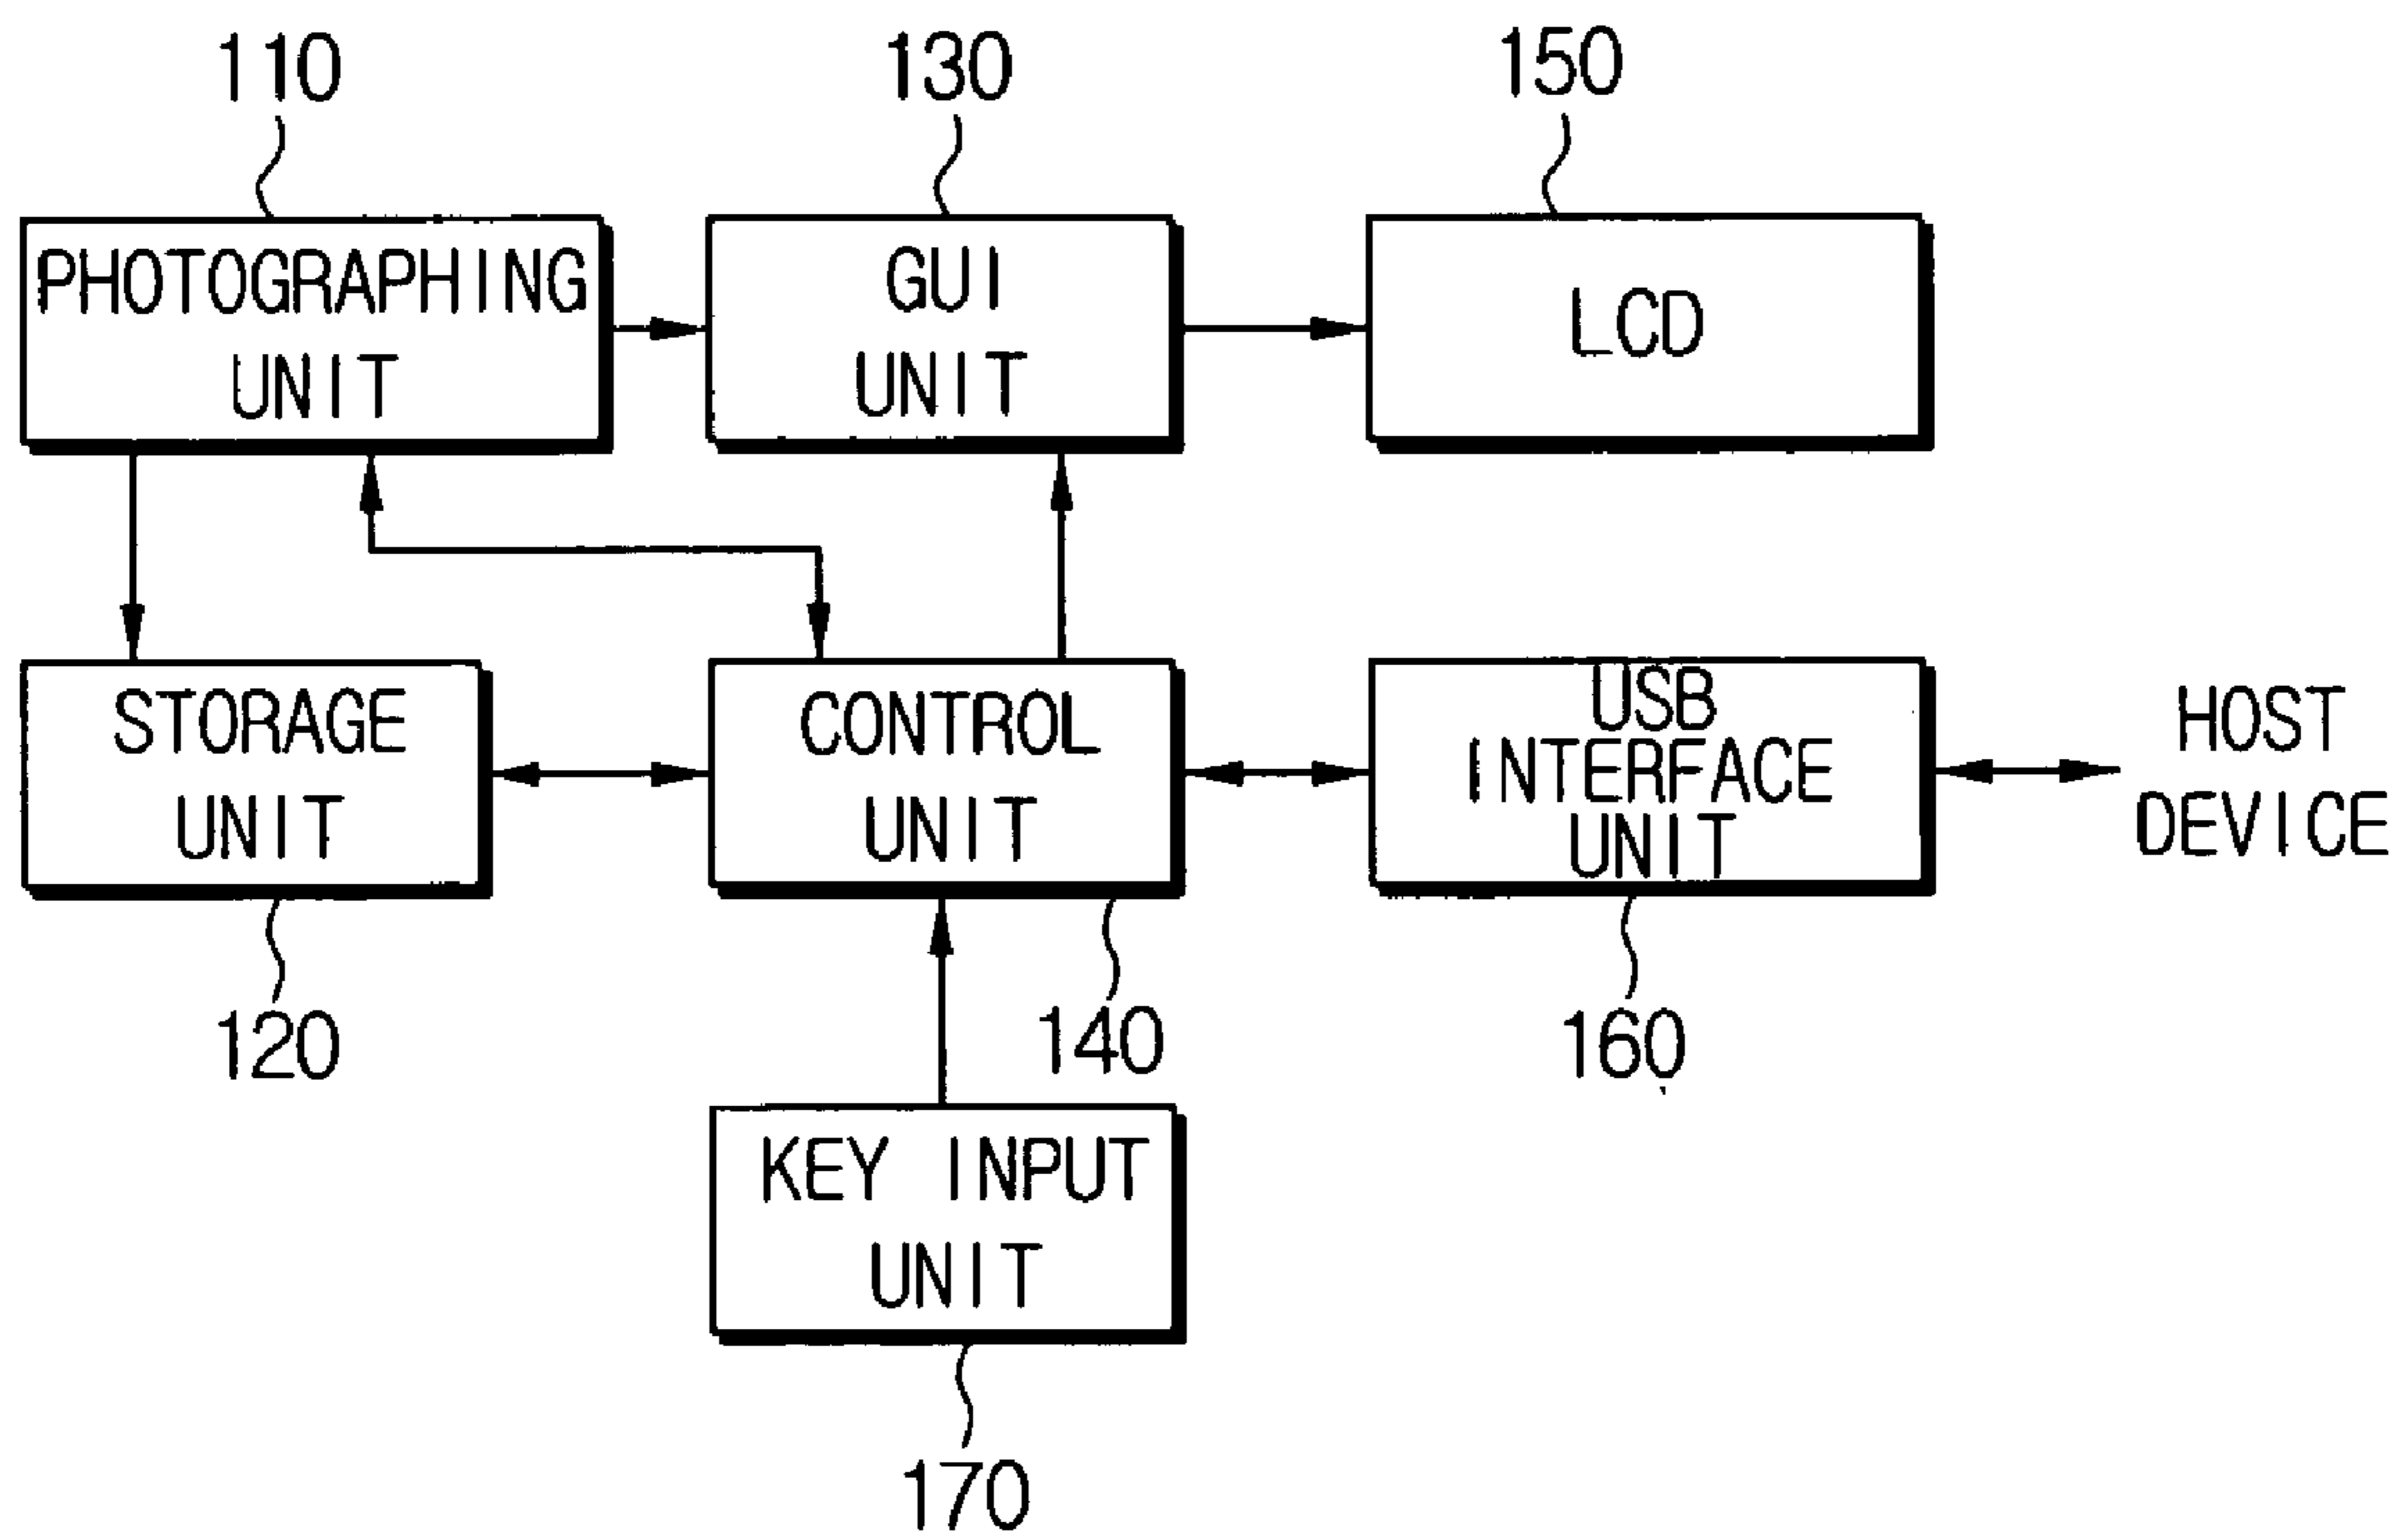 110
130
150
PHOTOGRAPHING
UNIT
GUI
UNIT
LCD
STORAGE
UNIT
CONTROL
UNIT
USB
INTERFACE
UNIT
HOST
DEVICE
120
140
160
KEY INPUT
UNIT
170